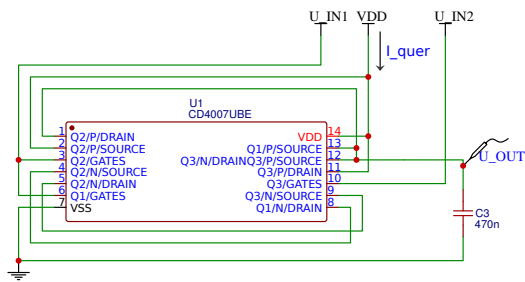 U_IN1 VDD U_IN2
I_quer
U1
CD4007UBE
1 Q2/P/DRAIN VDD 14
2 Q2/P/SOURCE Q1/P/SOURCE 13
3 Q2/GATES Q3/N/DRAINQ3/P/SOURCE 12
4 Q2/N/SOURCE Q3/P/DRAIN 11
5 Q2/N/DRAIN Q3/GATES 10
6 Q1/GATES Q3/N/SOURCE 9
7 VSS Q1/N/DRAIN 8
U_OUT
C3
470n